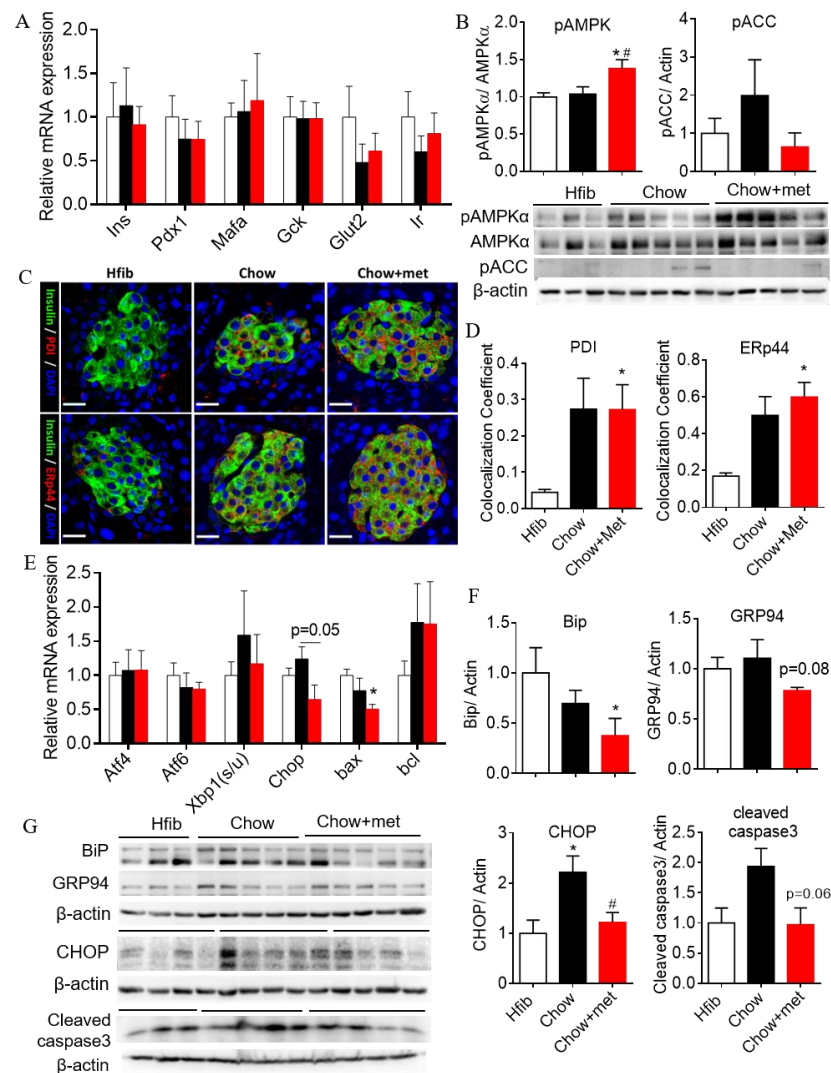 A
Relative mRNA expression
2.0
1.5
1.0
0.5
0.0
Ins
Pdx1
Mafa
Gck
Glut2
Ir
B
pAMPK
pAMPKα/ AMPKα
2.0
1.5
1.0
0.5
0.0
* #
pACC
pACC/ Actin
4
2
0
Hfib Chow Chow+met
pAMPKα
AMPKα
pACC
β-actin
C
Hfib Chow Chow+met
Insulin / PDI / DAPI
Insulin / ERp44 / DAPI
D
PDI
Colocalization Coefficient
0.4
0.3
0.2
0.1
0.0
*
Hfib
Chow
Chow+Met
ERp44
Colocalization Coefficient
0.8
0.6
0.4
0.2
0.0
*
Hfib
Chow
Chow+Met
E
Relative mRNA expression
2.5
2.0
1.5
1.0
0.5
0.0
p=0.05
*
Atf4
Atf6
Xbp1(s/u)
Chop
bax
bcl
F
Bip
Bip/ Actin
1.5
1.0
0.5
0.0
*
GRP94
GRP94/ Actin
1.5
1.0
0.5
0.0
p=0.08
CHOP
CHOP/ Actin
3
2
1
0
*
#
Hfib
Chow
Chow+met
cleaved
caspase3
Cleaved caspase3/ Actin
2.5
2.0
1.5
1.0
0.5
0.0
p=0.06
Hfib
Chow
Chow+met
G
Hfib Chow Chow+met
BiP
GRP94
β-actin
CHOP
β-actin
Cleaved
caspase3
β-actin